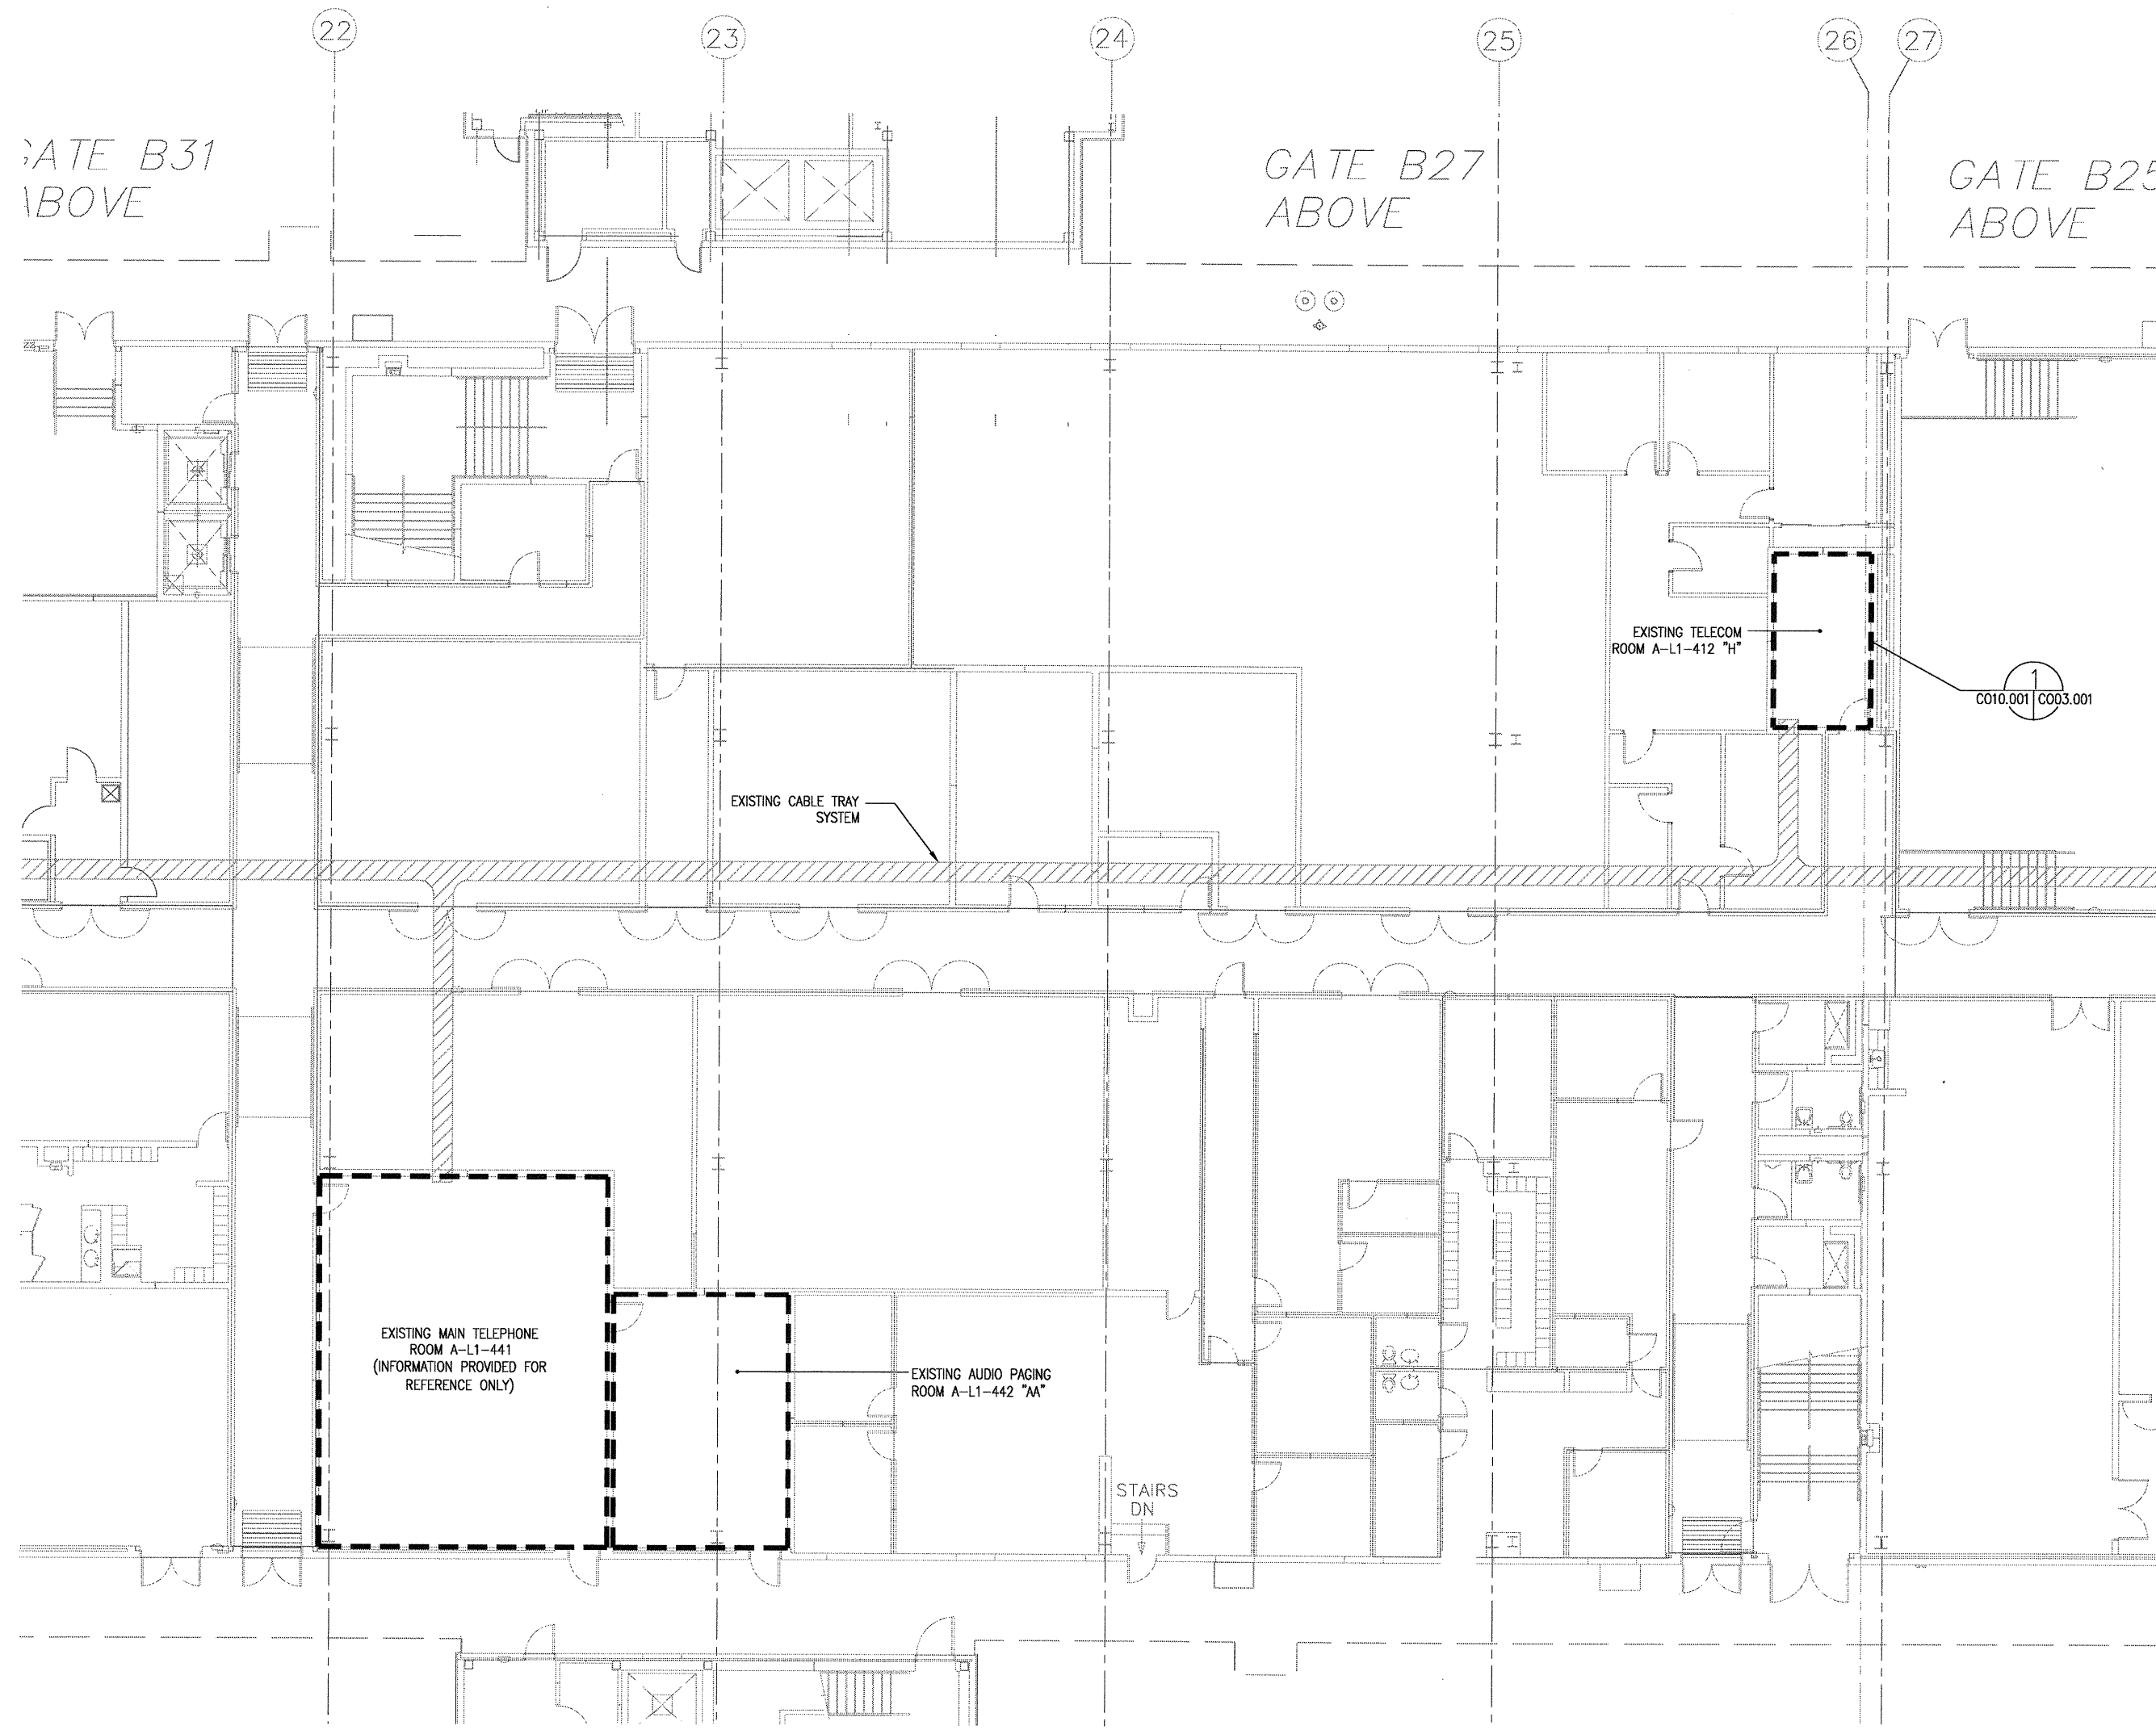 22
23
24
25
26
27
GATE B31
ABOVE
GATE B27
ABOVE
GATE B25
ABOVE
EXISTING TELECOM
ROOM A-L1-412 "H"
1
C010.001
C003.001
EXISTING CABLE TRAY
SYSTEM
EXISTING MAIN TELEPHONE
ROOM A-L1-441
(INFORMATION PROVIDED FOR
REFERENCE ONLY)
EXISTING AUDIO PAGING
ROOM A-L1-442 "AA"
STAIRS
DN